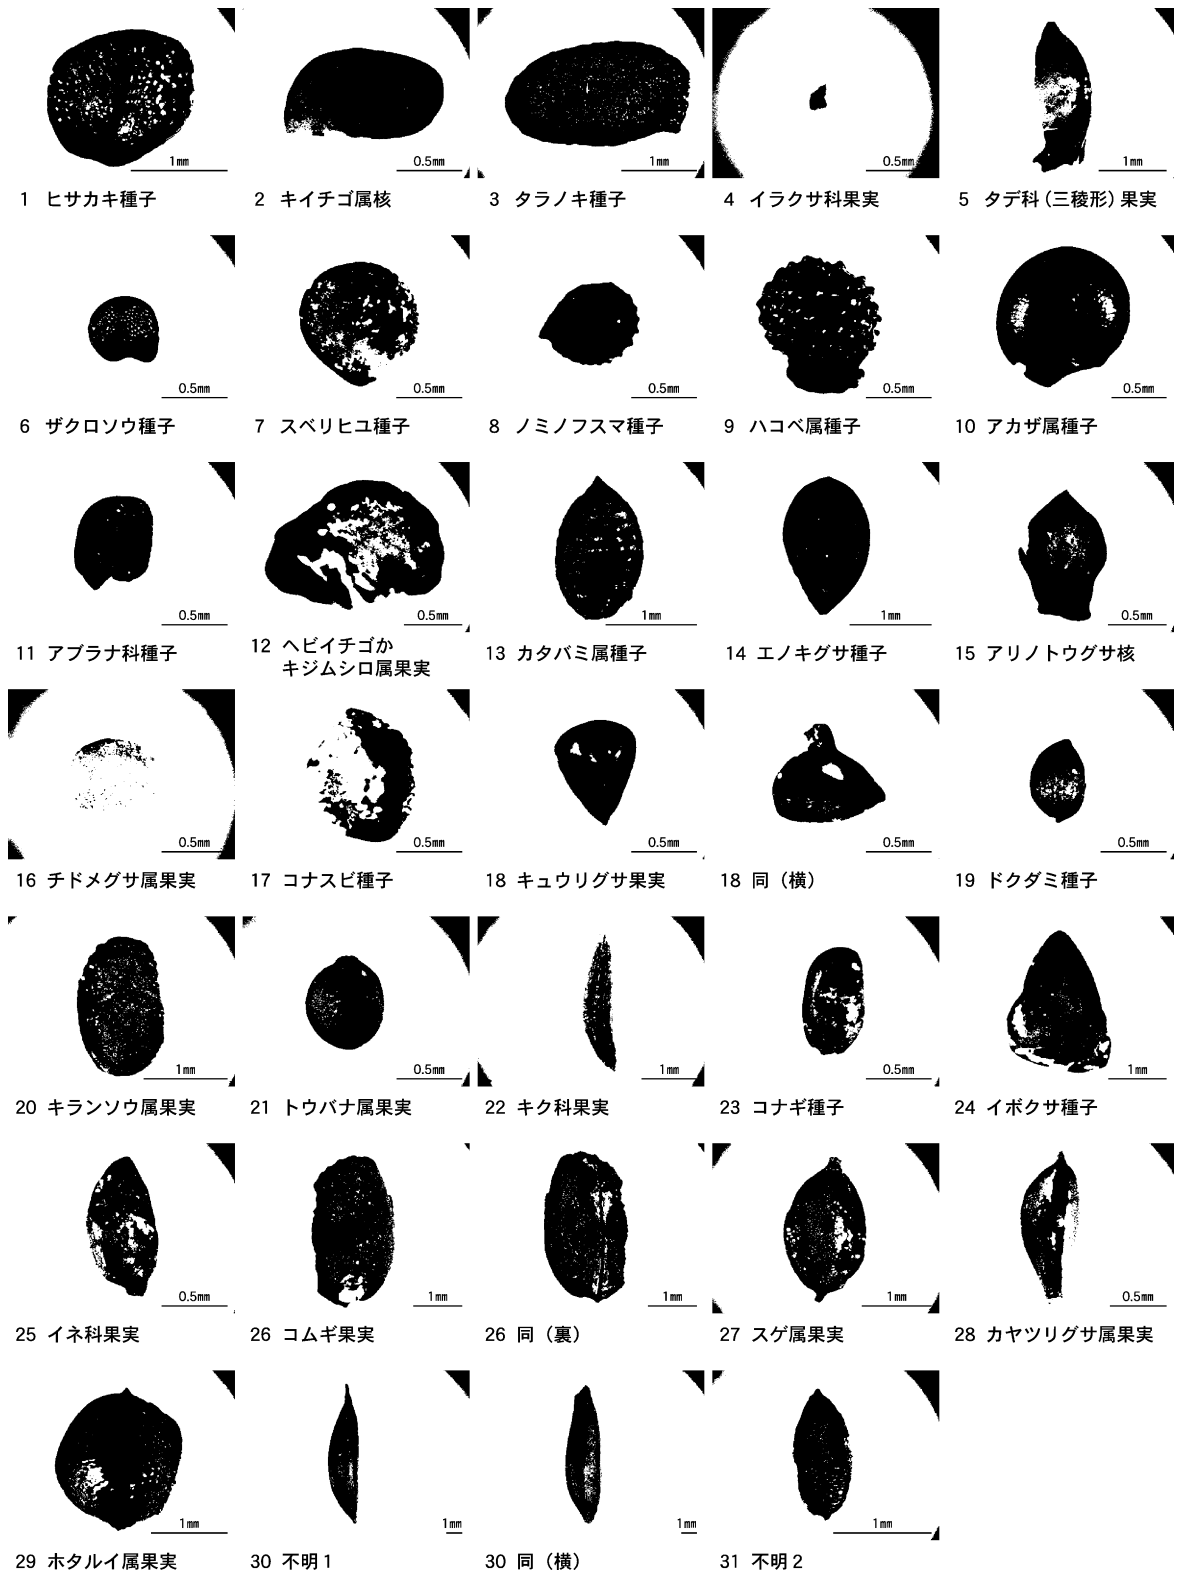 1mm 0.5mm 1mm 0.5mm 1mm
1 ヒサカキ種子 2 キイチゴ属核 3 タラノキ種子 4 イラクサ科果実 5 タデ科（三稜形）果実
0.5mm 0.5mm 0.5mm 0.5mm 0.5mm
6 ザクロソウ種子 7 スベリヒユ種子 8 ノミノフスマ種子 9 ハコベ属種子 10 アカザ属種子
0.5mm 0.5mm 1mm 1mm 0.5mm
11 アブラナ科種子 12 ヘビイチゴか
キジムシロ属果実 13 カタバミ属種子 14 エノキグサ種子 15 アリノトウグサ核
0.5mm 0.5mm 0.5mm 0.5mm 0.5mm
16 チドメグサ属果実 17 コナスビ種子 18 キュウリグサ果実 18 同（横） 19 ドクダミ種子
1mm 0.5mm 1mm 0.5mm 1mm
20 キランソウ属果実 21 トウバナ属果実 22 キク科果実 23 コナギ種子 24 イボクサ種子
0.5mm 1mm 1mm 1mm 0.5mm
25 イネ科果実 26 コムギ果実 26 同（裏） 27 スゲ属果実 28 カヤツリグサ属果実
1mm 1mm 1mm 1mm
29 ホタルイ属果実 30 不明1 30 同（横） 31 不明2